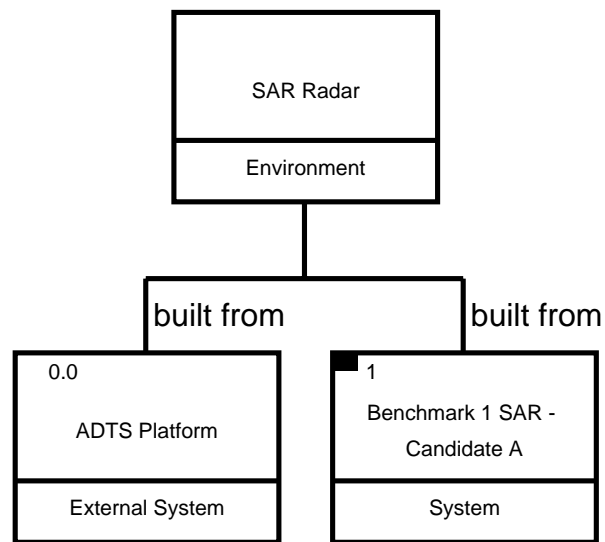 SAR Radar
Environment
built from
built from
0.0
ADTS Platform
External System
1
Benchmark 1 SAR -
Candidate A
System